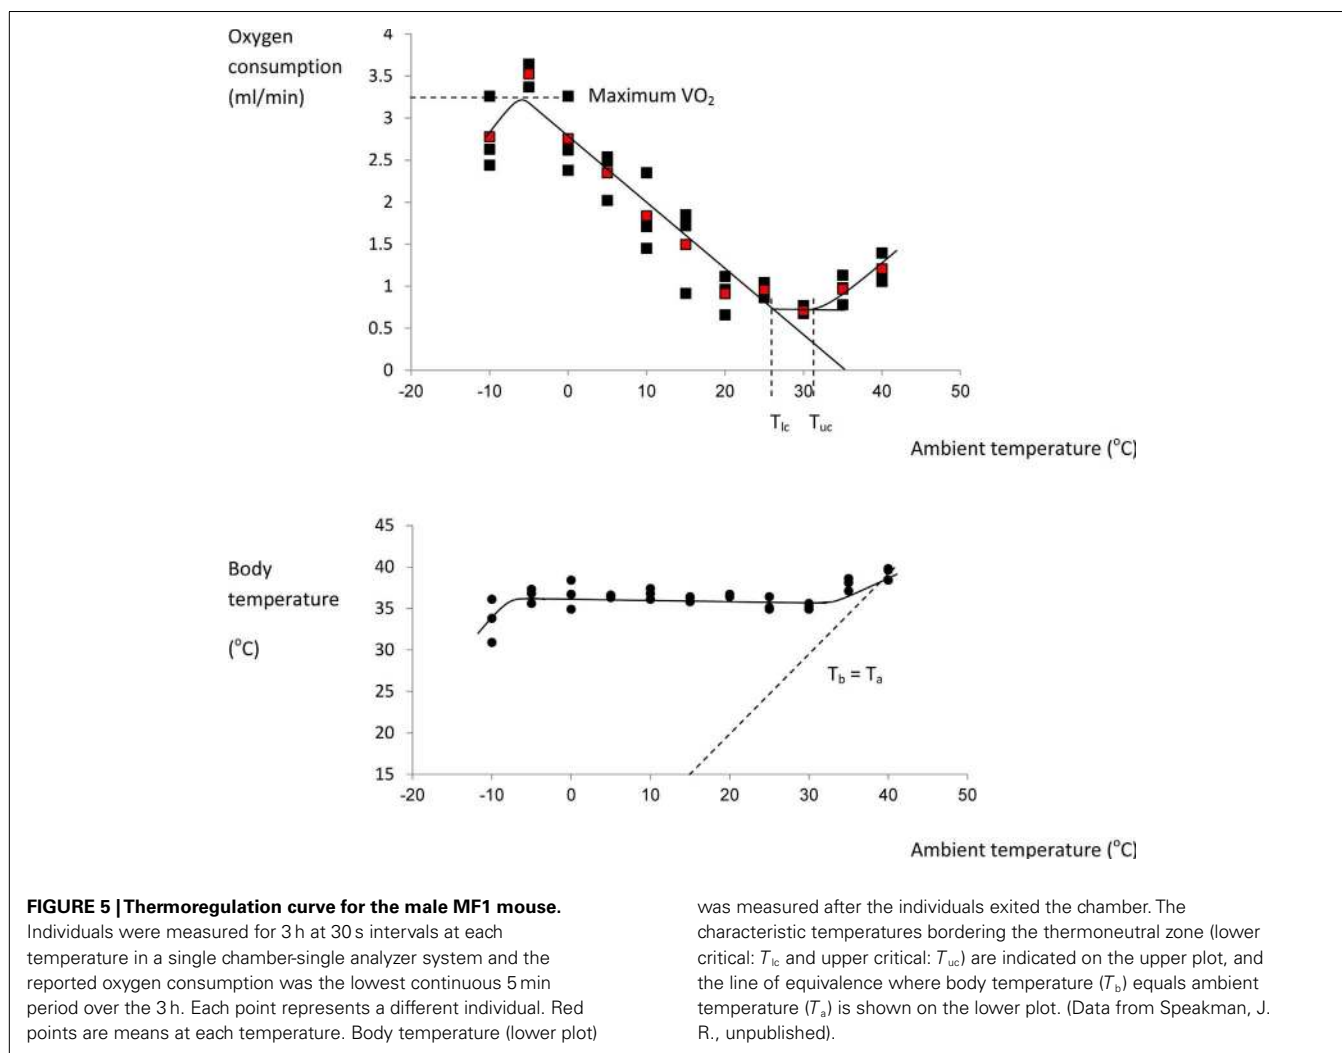 Oxygen
consumption
(ml/min)
4
3.5
3
2.5
2
1.5
1
0.5
0
Maximum VO₂
-20 -10 0 10 20 30 40 50
T_lc T_uc
Ambient temperature (°C)
Body
temperature
(°C)
45
40
35
30
25
20
15
T_b = T_a
-20 -10 0 10 20 30 40 50
Ambient temperature (°C)
FIGURE 5 | Thermoregulation curve for the male MF1 mouse.
Individuals were measured for 3 h at 30 s intervals at each
temperature in a single chamber-single analyzer system and the
reported oxygen consumption was the lowest continuous 5 min
period over the 3 h. Each point represents a different individual. Red
points are means at each temperature. Body temperature (lower plot)
was measured after the individuals exited the chamber. The
characteristic temperatures bordering the thermoneutral zone (lower
critical: T_lc and upper critical: T_uc) are indicated on the upper plot, and
the line of equivalence where body temperature (T_b) equals ambient
temperature (T_a) is shown on the lower plot. (Data from Speakman, J.
R., unpublished).